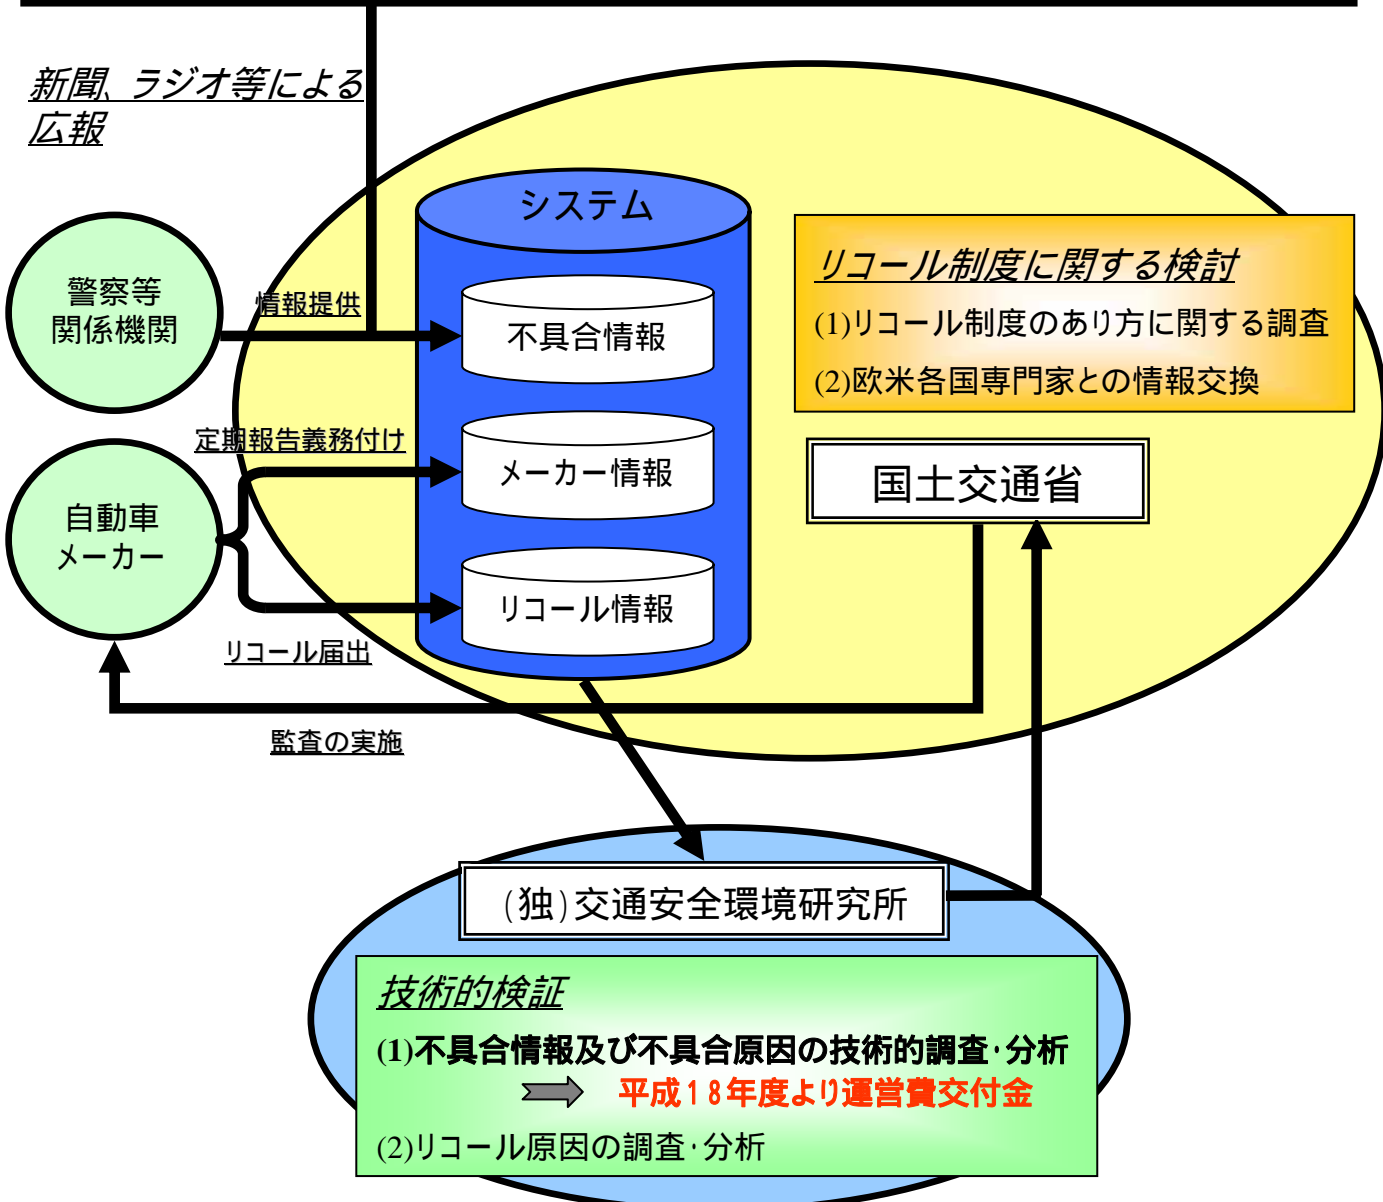 新聞、ラジオ等による
広報
システム
警察等
関係機関
情報提供
不具合情報
リコール制度に関する検討
(1)リコール制度のあり方に関する調査
(2)欧米各国専門家との情報交換
定期報告義務付け
メーカー情報
国土交通省
自動車
メーカー
リコール情報
リコール届出
監査の実施
(独)交通安全環境研究所
技術的検証
(1)不具合情報及び不具合原因の技術的調査・分析
平成18年度より運営費交付金
(2)リコール原因の調査・分析